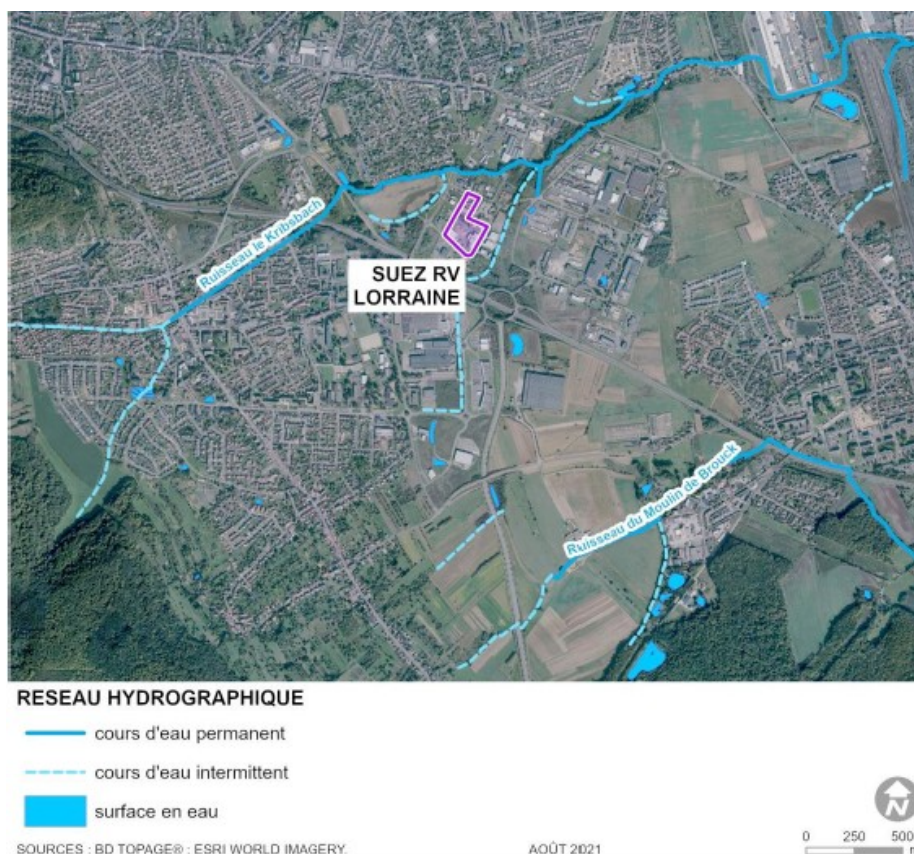 Ruisseau le Kribsbach
SUEZ RV
LORRAINE
Ruisseau du Moulin de Brouck
RESEAU HYDROGRAPHIQUE
cours d'eau permanent
cours d'eau intermittent
surface en eau
N
0 250 500
SOURCES : BD TOPAGE® ; ESRI WORLD IMAGERY. AOÛT 2021